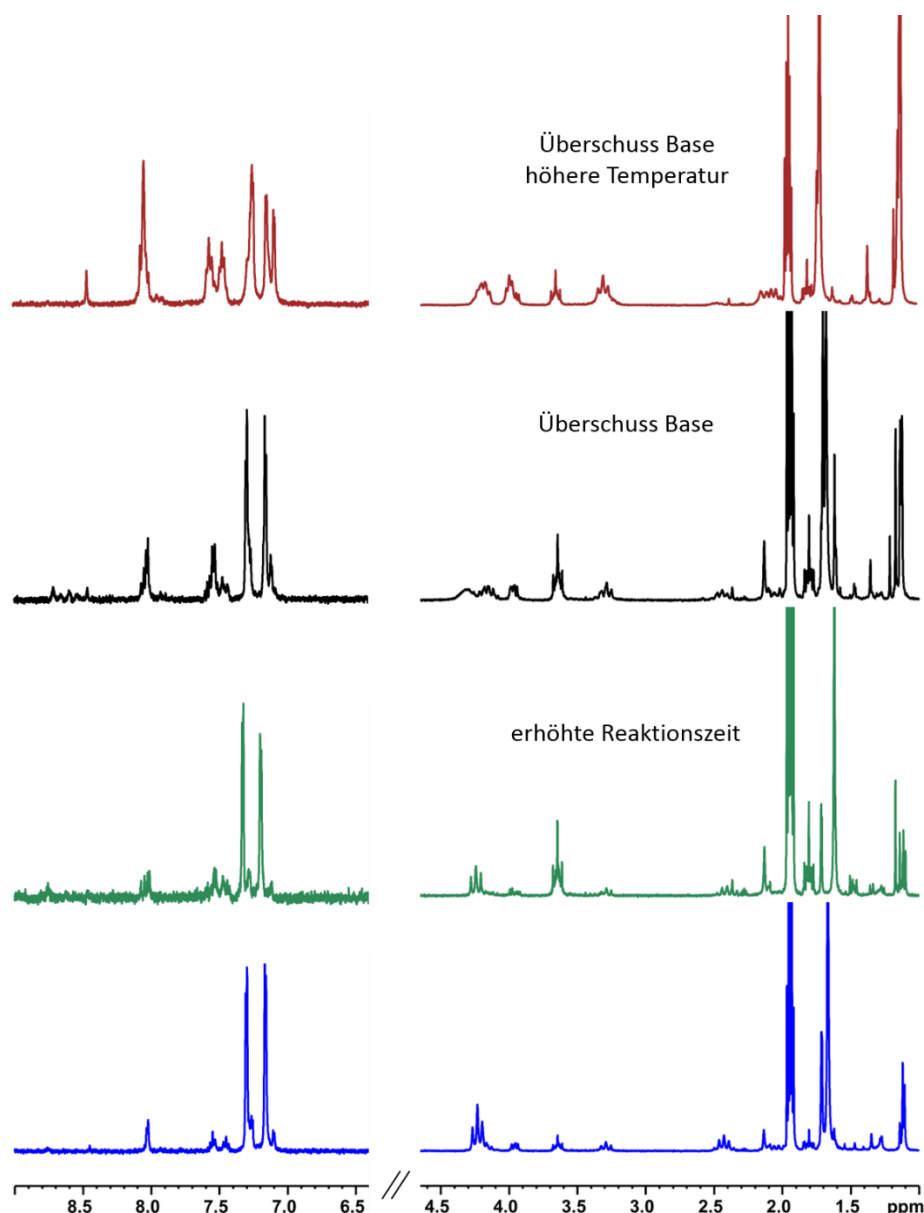 Überschuss Base
höhere Temperatur
Überschuss Base
erhöhte Reaktionszeit
8.5 8.0 7.5 7.0 6.5 // 4.5 4.0 3.5 3.0 2.5 2.0 1.5 ppm